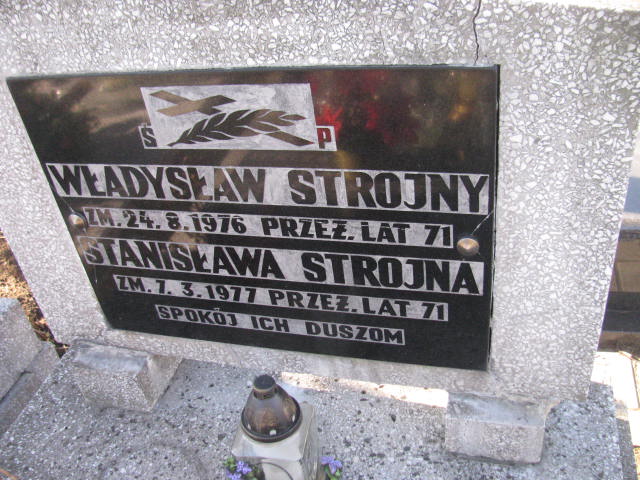 Ś P
WŁADYSŁAW STROJNY
ZM. 24. 8. 1976 PRZEŻ. LAT 71
STANISŁAWA STROJNA
ZM. 7. 3. 1977 PRZEŻ. LAT 71
SPOKÓJ ICH DUSZOM